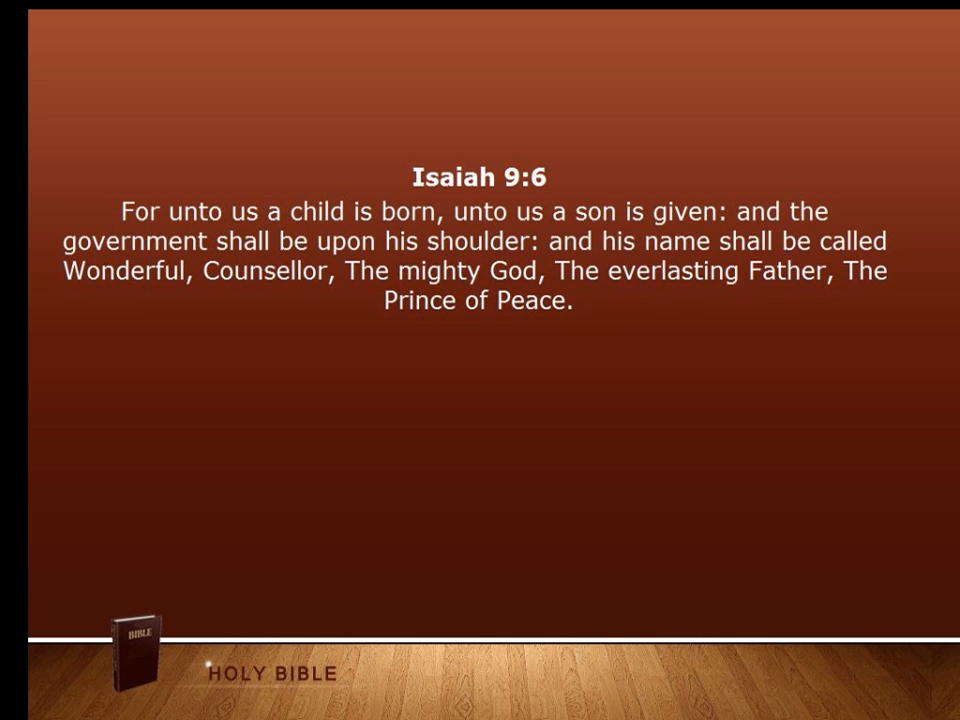 Isaiah 9:6
For unto us a child is born, unto us a son is given: and the
government shall be upon his shoulder: and his name shall be called
Wonderful, Counsellor, The mighty God, The everlasting Father, The
Prince of Peace.
BIBLE
HOLY BIBLE